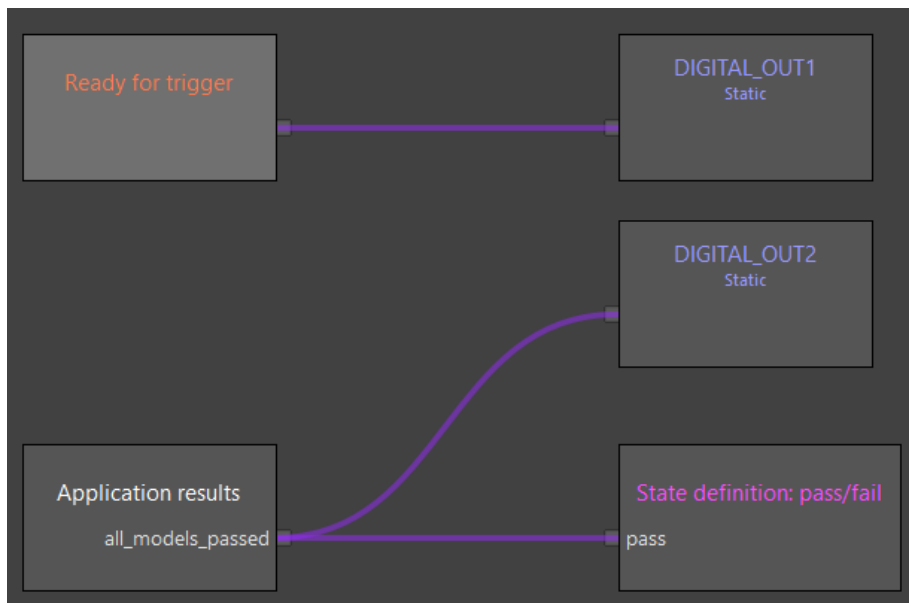 Ready for trigger
DIGITAL_OUT1
Static
DIGITAL_OUT2
Static
Application results
all_models_passed
State definition: pass/fail
pass